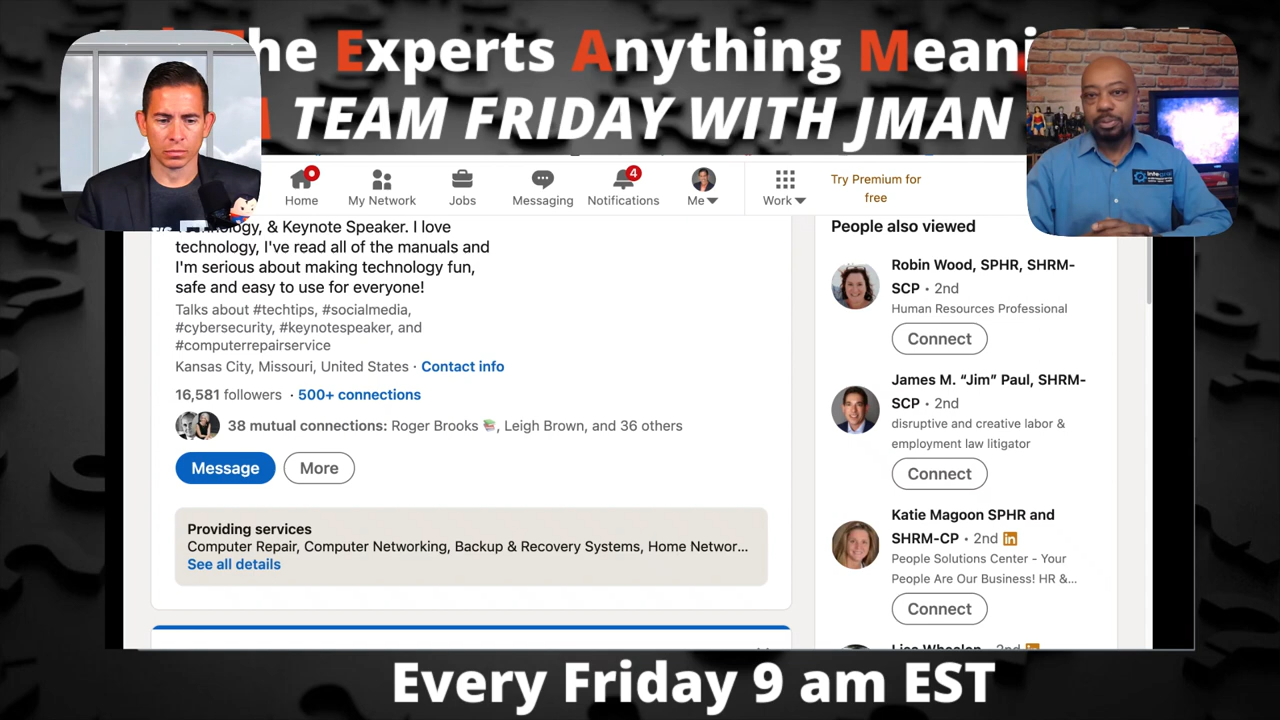 The Experts Anything Meani
A TEAM FRIDAY WITH JMAN
Home
My Network
Jobs
Messaging
4
Notifications
Me
Work
Try Premium for
free
Technology, & Keynote Speaker. I love
technology, I've read all of the manuals and
I'm serious about making technology fun,
safe and easy to use for everyone!
Talks about #techtips, #socialmedia,
#cybersecurity, #keynotespeaker, and
#computerrepairservice
Kansas City, Missouri, United States · Contact info
16,581 followers · 500+ connections
38 mutual connections: Roger Brooks, Leigh Brown, and 36 others
Message
More
Providing services
Computer Repair, Computer Networking, Backup & Recovery Systems, Home Networ...
See all details
People also viewed
Robin Wood, SPHR, SHRM-
SCP · 2nd
Human Resources Professional
Connect
James M. “Jim” Paul, SHRM-
SCP · 2nd
disruptive and creative labor &
employment law litigator
Connect
Katie Magoon SPHR and
SHRM-CP · 2nd in
People Solutions Center - Your
People Are Our Business! HR &...
Connect
Every Friday 9 am EST